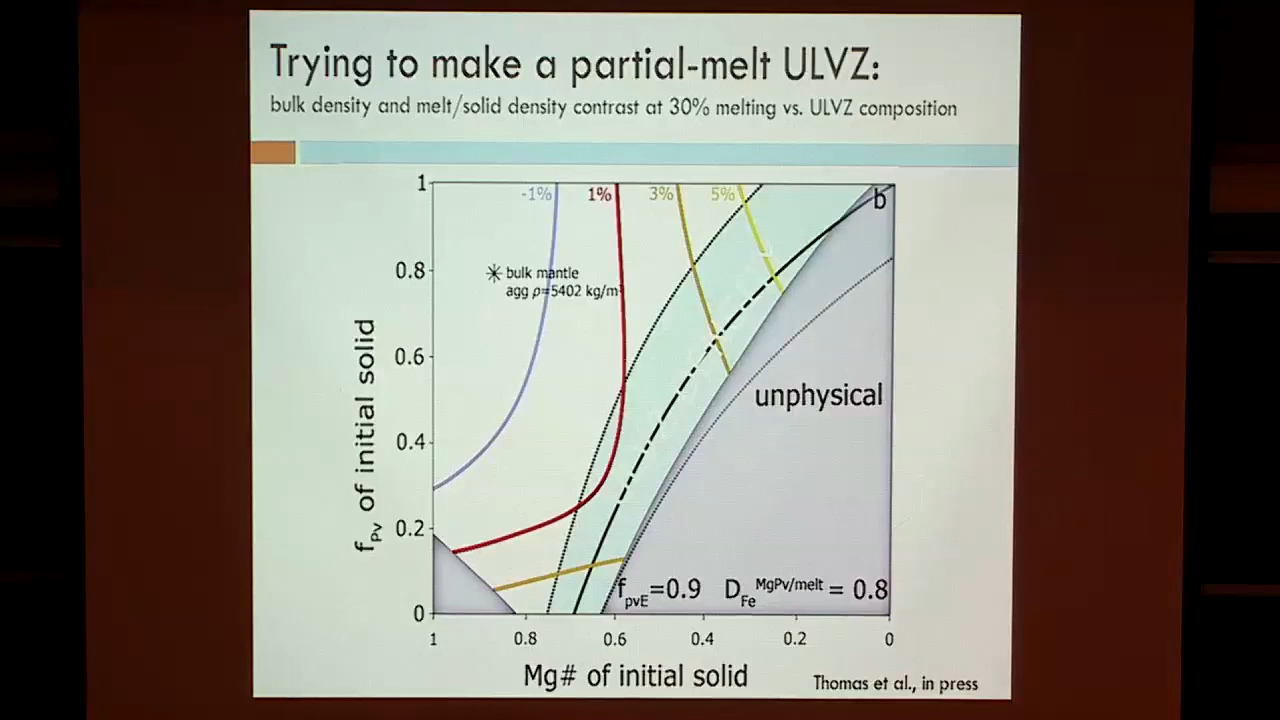 Trying to make a partial-melt ULVZ:
bulk density and melt/solid density contrast at 30% melting vs. ULVZ composition
-1% 1% 3% 5% b
1
0.8
0.6
0.4
0.2
0
f_Pv of initial solid
* bulk mantle
agg ρ=5402 kg/m³
unphysical
f_pvE=0.9 D_Fe^MgPv/melt = 0.8
1 0.8 0.6 0.4 0.2 0
Mg# of initial solid
Thomas et al., in press